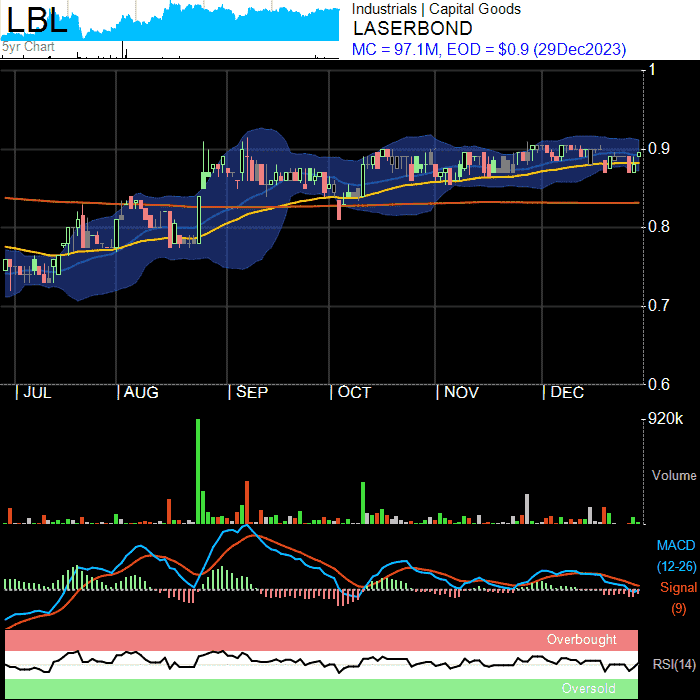 LBL
5yr Chart
Industrials | Capital Goods
LASERBOND
MC = 97.1M, EOD = $0.9 (29Dec2023)
1
0.9
0.8
0.7
0.6
| JUL | AUG | SEP | OCT | NOV | DEC
920k
Volume
MACD
(12-26)
Signal
(9)
Overbought
RSI(14)
Oversold